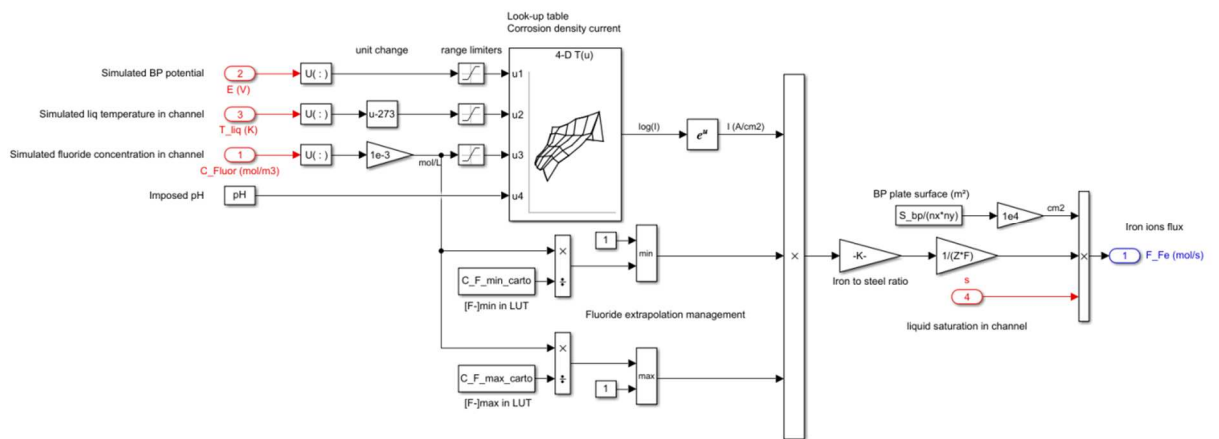 Look-up table
Corrosion density current
4-D T(u)
unit change
range limiters
Simulated BP potential
2
E (V)
U( : )
u1
Simulated liq temperature in channel
3
T_liq (K)
U( : )
u-273
u2
log(I)
e^u
I (A/cm2)
Simulated fluoride concentration in channel
1
C_Fluor (mol/m3)
U( : )
1e-3
mol/L
u3
Imposed pH
pH
u4
BP plate surface (m²)
S_bp/(nx*ny)
1e4
cm2
Iron ions flux
1
min
×
÷
C_F_min_carto
[F-]min in LUT
×
-K-
Iron to steel ratio
1/(Z*F)
×
1
F_Fe (mol/s)
s
4
liquid saturation in channel
Fluoride extrapolation management
×
÷
C_F_max_carto
[F-]max in LUT
max
1